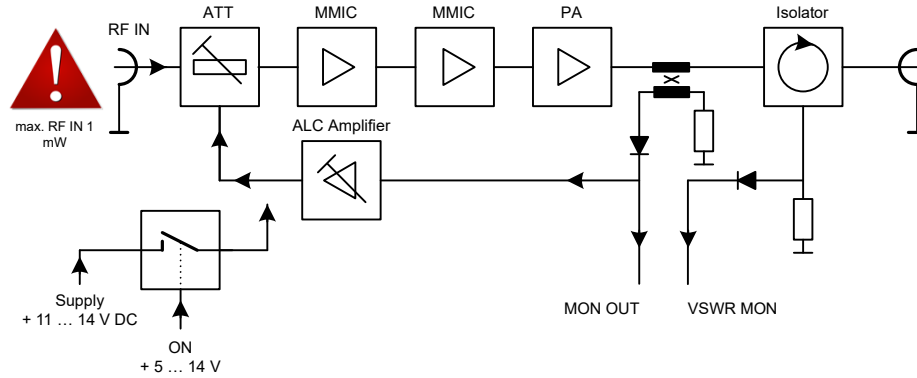 ATT
MMIC
MMIC
PA
Isolator
RF IN
max. RF IN 1
mW
ALC Amplifier
Supply
+ 11 … 14 V DC
MON OUT
VSWR MON
ON
+ 5 … 14 V